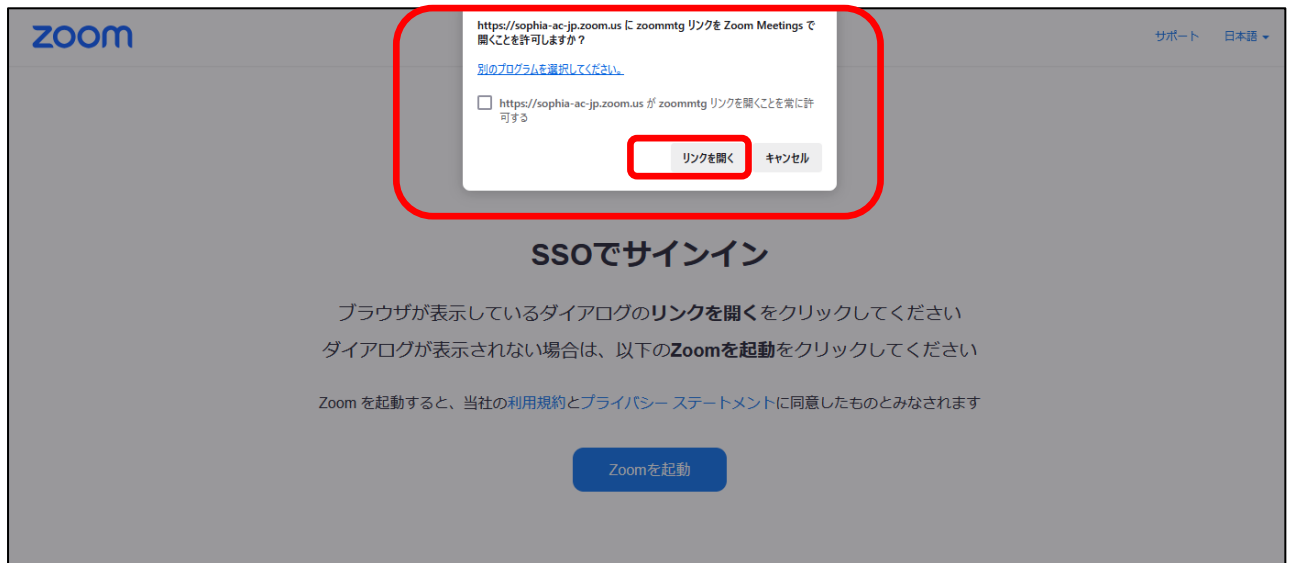 zoom
サポート 日本語
https://sophia-ac-jp.zoom.us に zoommtg リンクを Zoom Meetings で
開くことを許可しますか？
別のプログラムを選択してください。
https://sophia-ac-jp.zoom.us が zoommtg リンクを開くことを常に許
可する
リンクを開く キャンセル
SSOでサインイン
ブラウザが表示しているダイアログのリンクを開くをクリックしてください
ダイアログが表示されない場合は、以下のZoomを起動をクリックしてください
Zoom を起動すると、当社の利用規約とプライバシー ステートメントに同意したものとみなされます
Zoomを起動